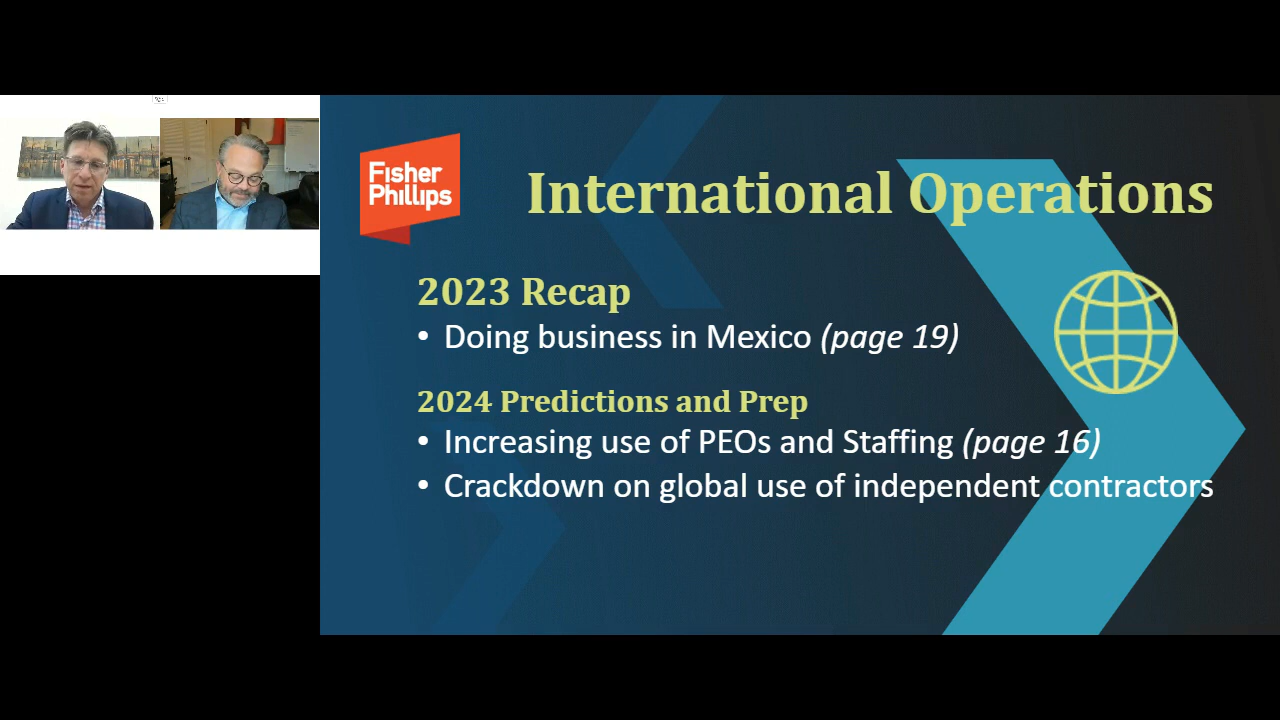 Fisher
Phillips
International Operations
2023 Recap
• Doing business in Mexico (page 19)
2024 Predictions and Prep
• Increasing use of PEOs and Staffing (page 16)
• Crackdown on global use of independent contractors